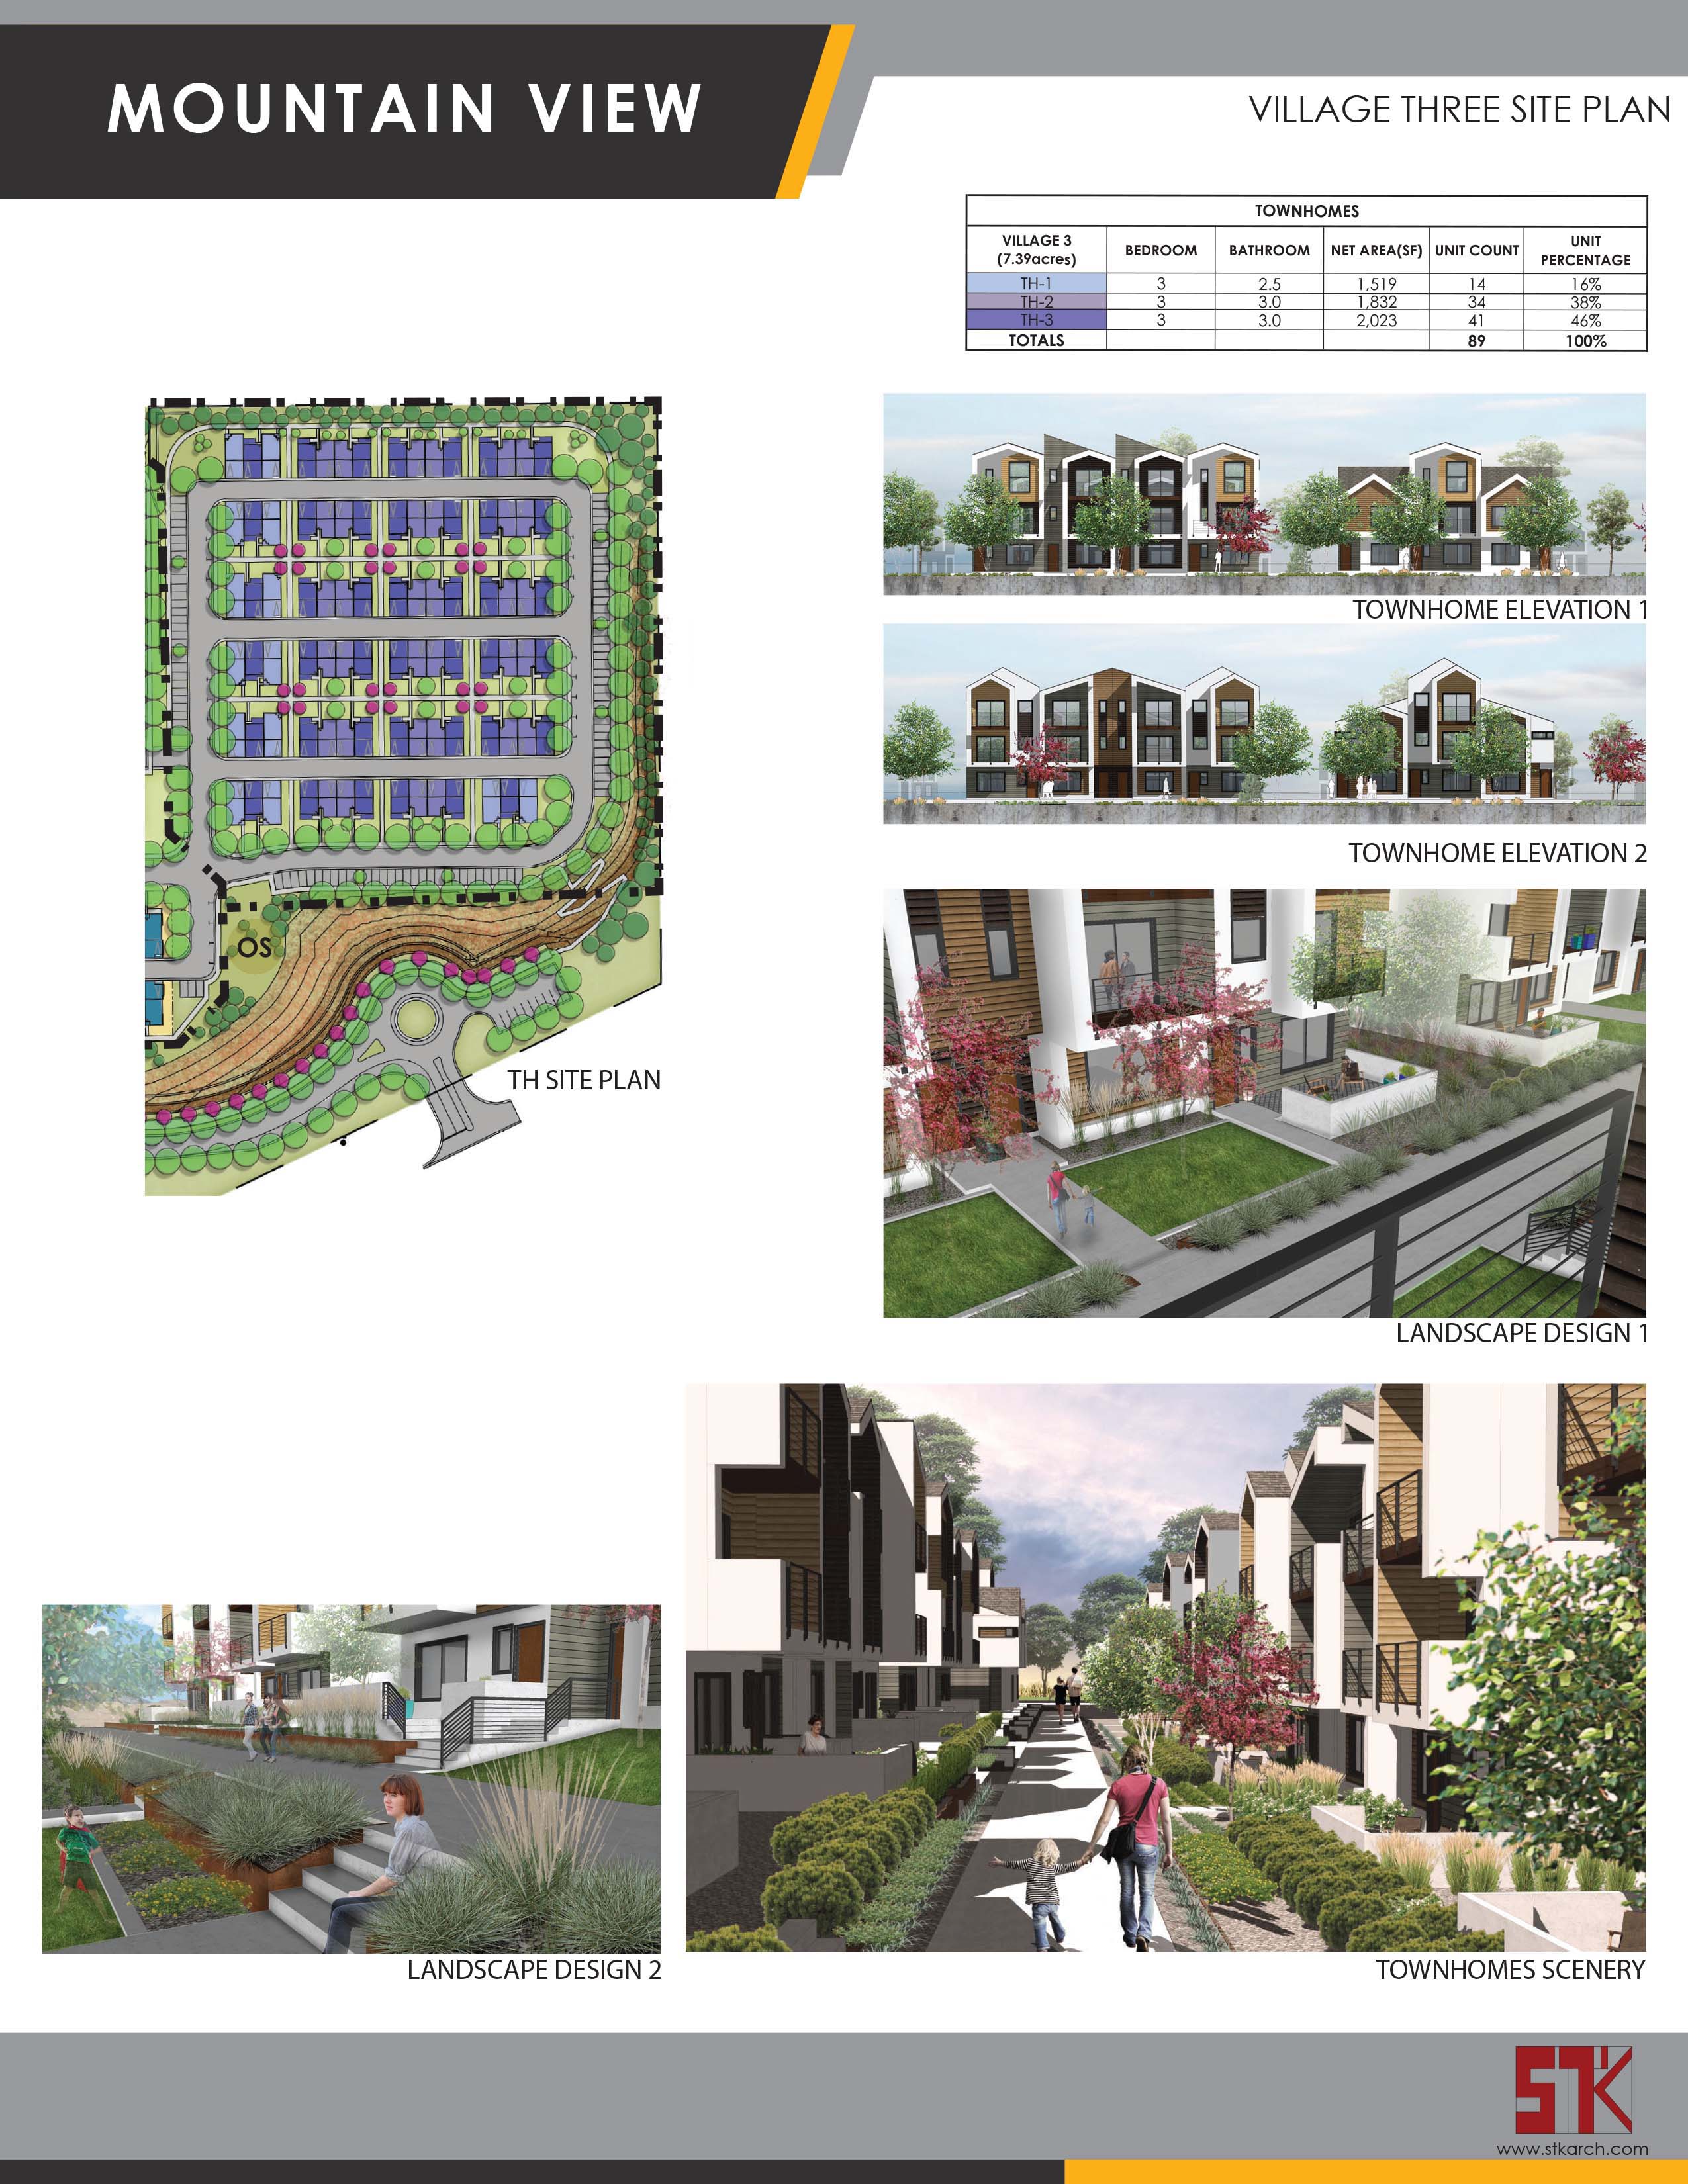 MOUNTAIN VIEW
VILLAGE THREE SITE PLAN
TOWNHOMES
VILLAGE 3 (7.39acres) BEDROOM BATHROOM NET AREA(SF) UNIT COUNT UNIT PERCENTAGE
TH-1 3 2.5 1,519 14 16%
TH-2 3 3.0 1,832 34 38%
TH-3 3 3.0 2,023 41 46%
TOTALS 89 100%
TOWNHOME ELEVATION 1
TOWNHOME ELEVATION 2
OS
TH SITE PLAN
LANDSCAPE DESIGN 1
LANDSCAPE DESIGN 2
TOWNHOMES SCENERY
STK
www.stkarch.com